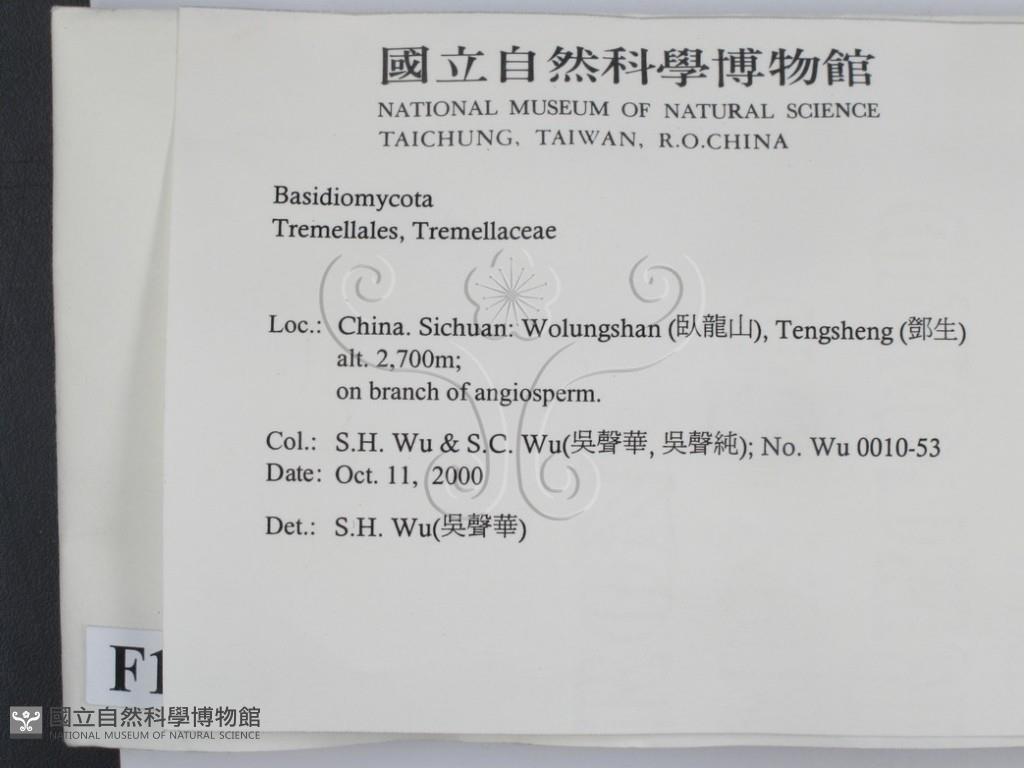 國立自然科學博物館
NATIONAL MUSEUM OF NATURAL SCIENCE
TAICHUNG, TAIWAN, R.O.CHINA
Basidiomycota
Tremellales, Tremellaceae
Loc.: China. Sichuan: Wolungshan (臥龍山), Tengsheng (鄧生)
alt. 2,700m;
on branch of angiosperm.
Col.: S.H. Wu & S.C. Wu(吳聲華, 吳聲純); No. Wu 0010-53
Date: Oct. 11, 2000
Det.: S.H. Wu(吳聲華)
F1
國立自然科學博物館
NATIONAL MUSEUM OF NATURAL SCIENCE